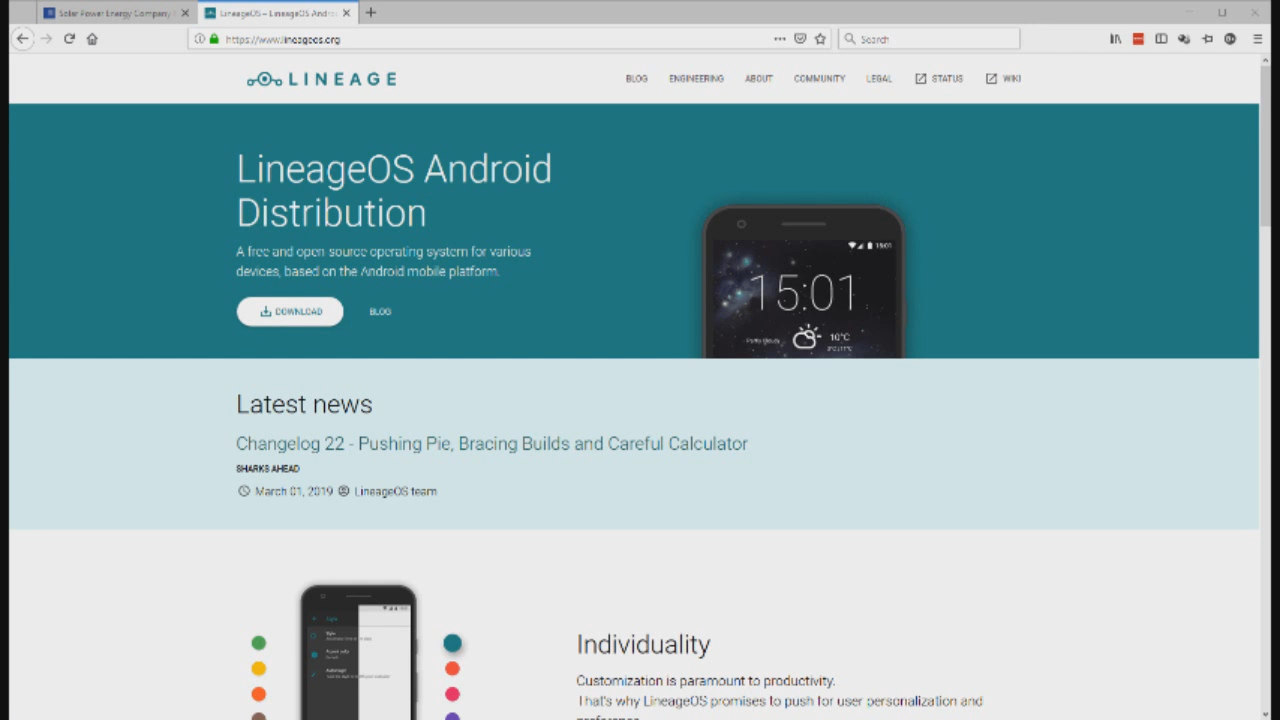 Solar Power Energy Company
LineageOS – LineageOS Andro
https://www.lineageos.org
Search
LINEAGE
BLOG ENGINEERING ABOUT COMMUNITY LEGAL STATUS WIKI
LineageOS Android
Distribution
A free and open-source operating system for various
devices, based on the Android mobile platform.
DOWNLOAD BLOG
15:01
15:01
10°C
Latest news
Changelog 22 - Pushing Pie, Bracing Builds and Careful Calculator
SHARKS AHEAD
March 01, 2019 LineageOS team
Individuality
Customization is paramount to productivity.
That's why LineageOS promises to push for user personalization and
preference.